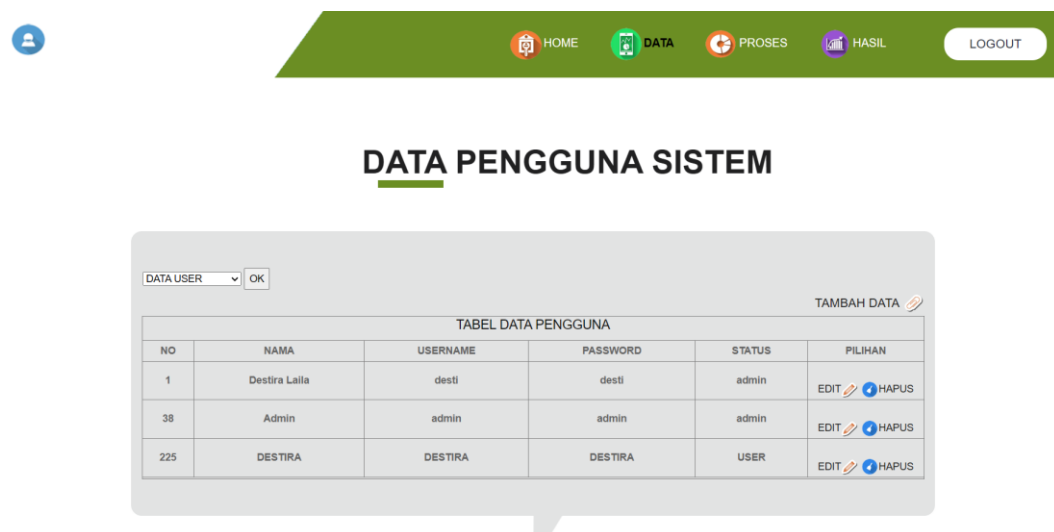 HOME DATA PROSES HASIL LOGOUT
DATA PENGGUNA SISTEM
DATA USER OK
TAMBAH DATA
TABEL DATA PENGGUNA
NO NAMA USERNAME PASSWORD STATUS PILIHAN
1 Destira Laila desti desti admin EDIT HAPUS
38 Admin admin admin admin EDIT HAPUS
225 DESTIRA DESTIRA DESTIRA USER EDIT HAPUS